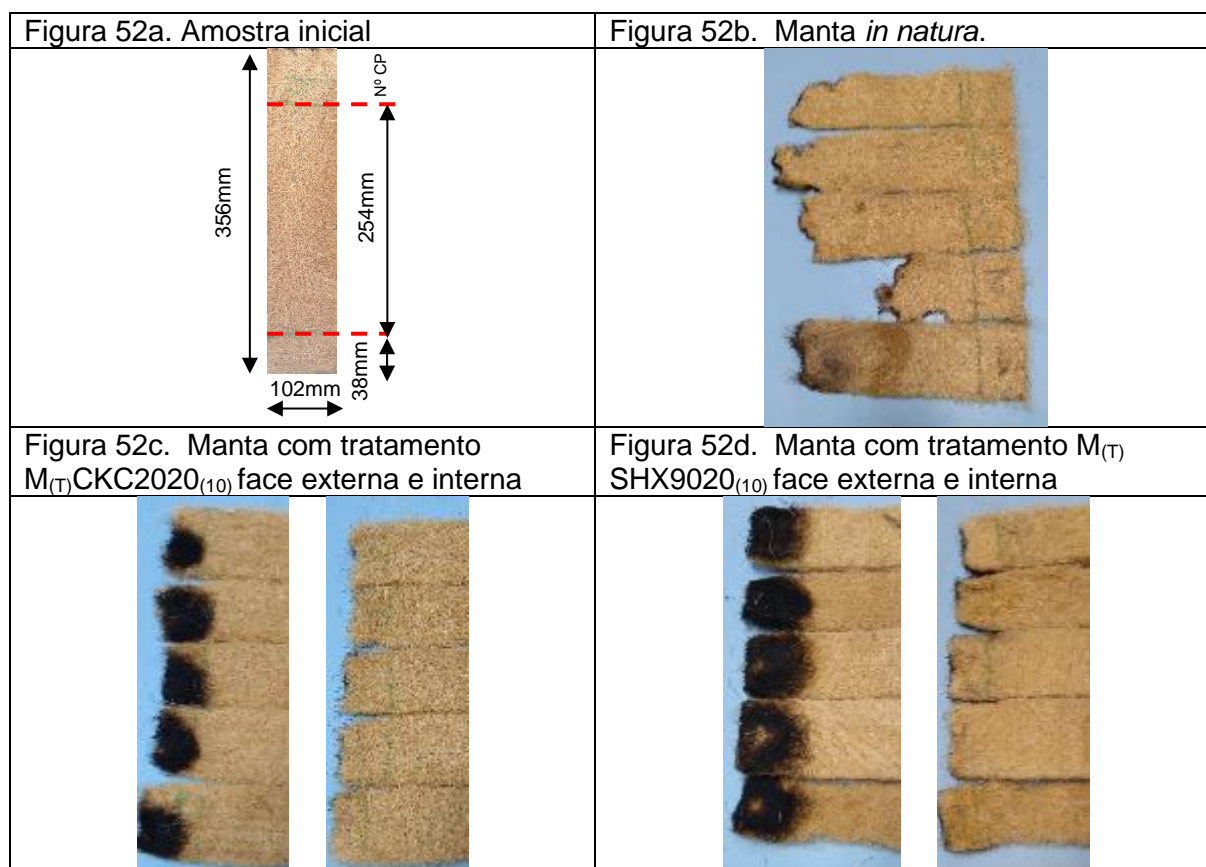 Figura 52a. Amostra inicial
Nº CP
356mm
254mm
38mm
102mm
Figura 52b. Manta in natura.
Figura 52c. Manta com tratamento
M(T)CKC2020(10) face externa e interna
Figura 52d. Manta com tratamento M(T)
SHX9020(10) face externa e interna